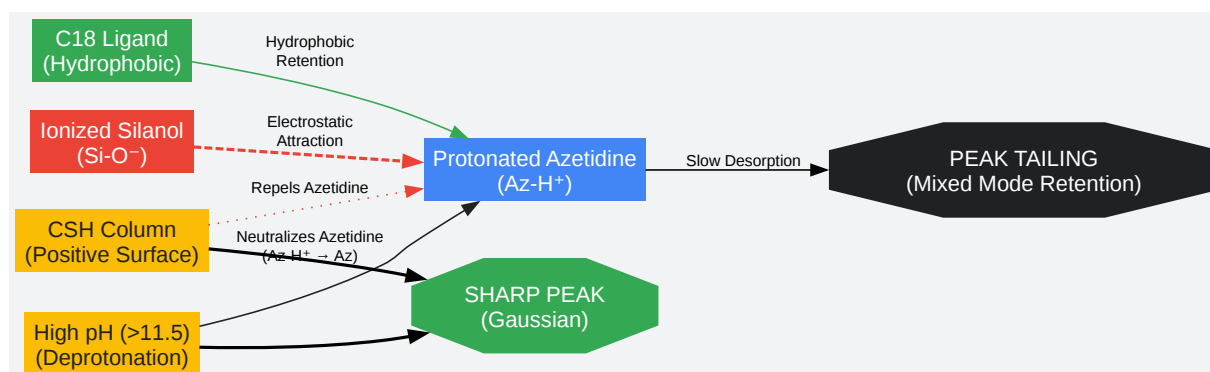 C18 Ligand
(Hydrophobic)
Hydrophobic
Retention
Ionized Silanol
(Si-O⁻)
Electrostatic
Attraction
Protonated Azetidine
(Az-H⁺)
Slow Desorption
PEAK TAILING
(Mixed Mode Retention)
Repels Azetidine
CSH Column
(Positive Surface)
Neutralizes Azetidine
(Az-H⁺ → Az)
SHARP PEAK
(Gaussian)
High pH (>11.5)
(Deprotonation)